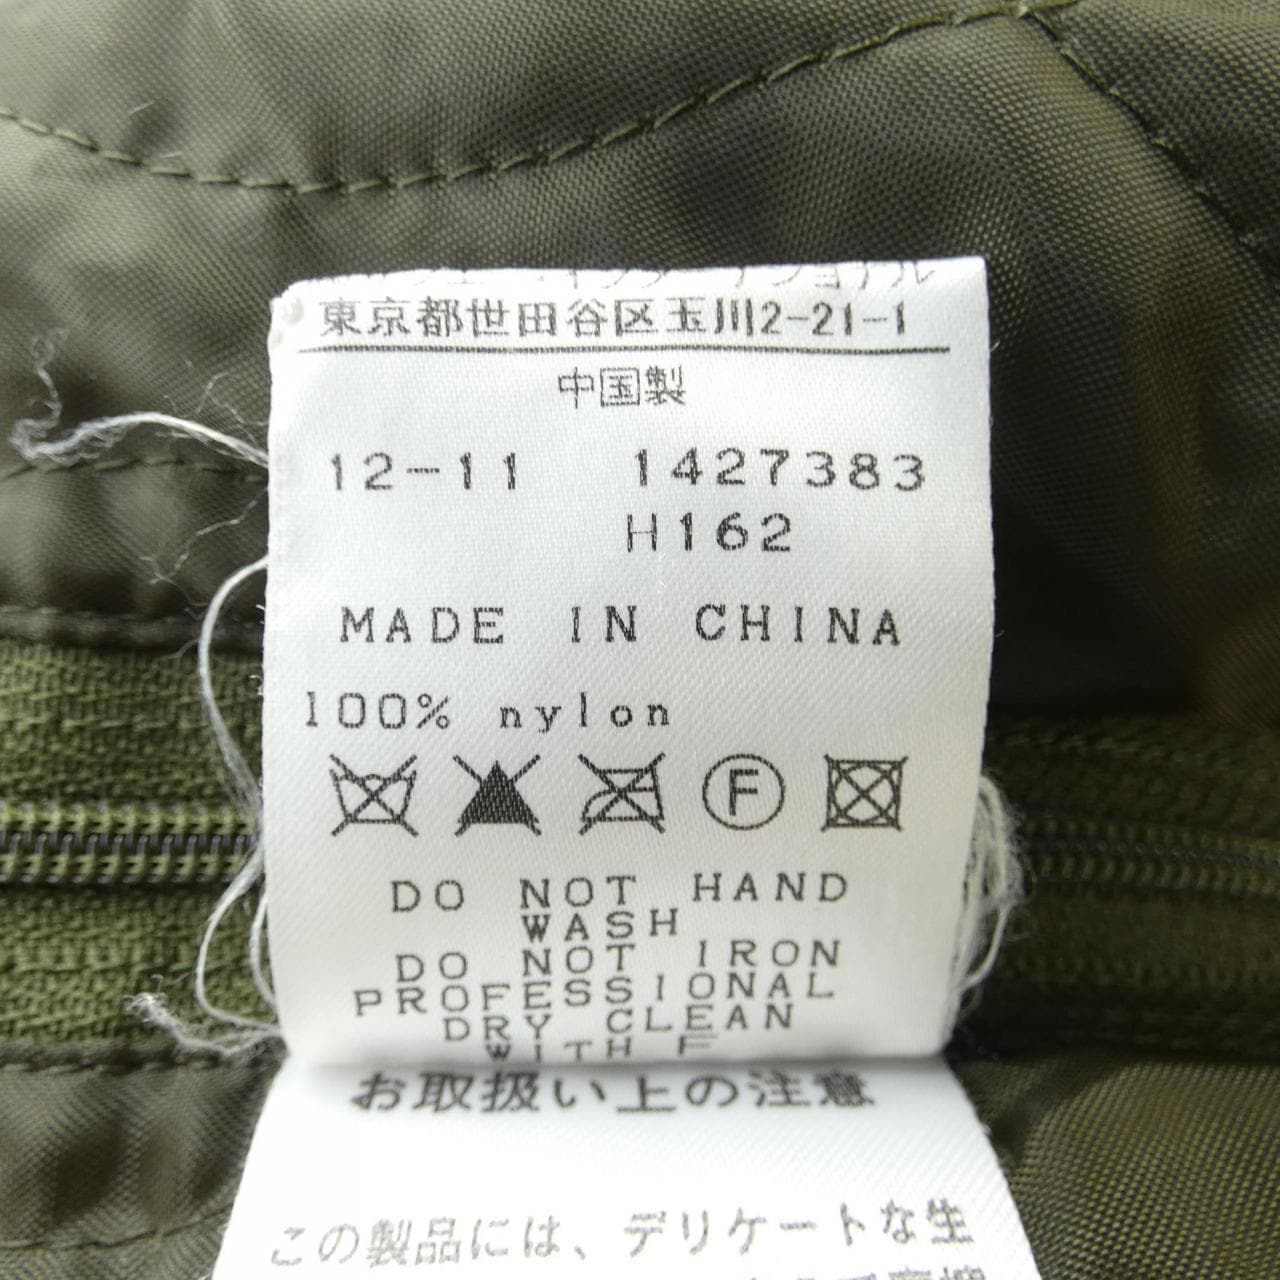 東京都世田谷区玉川2-21-1
中国製
12-11 1427383
H162
MADE IN CHINA
100% nylon
F
DO NOT HAND
WASH
DO NOT IRON
PROFESSIONAL
DRY CLEAN
WITH F
お取扱い上の注意
この製品には、デリケートな生